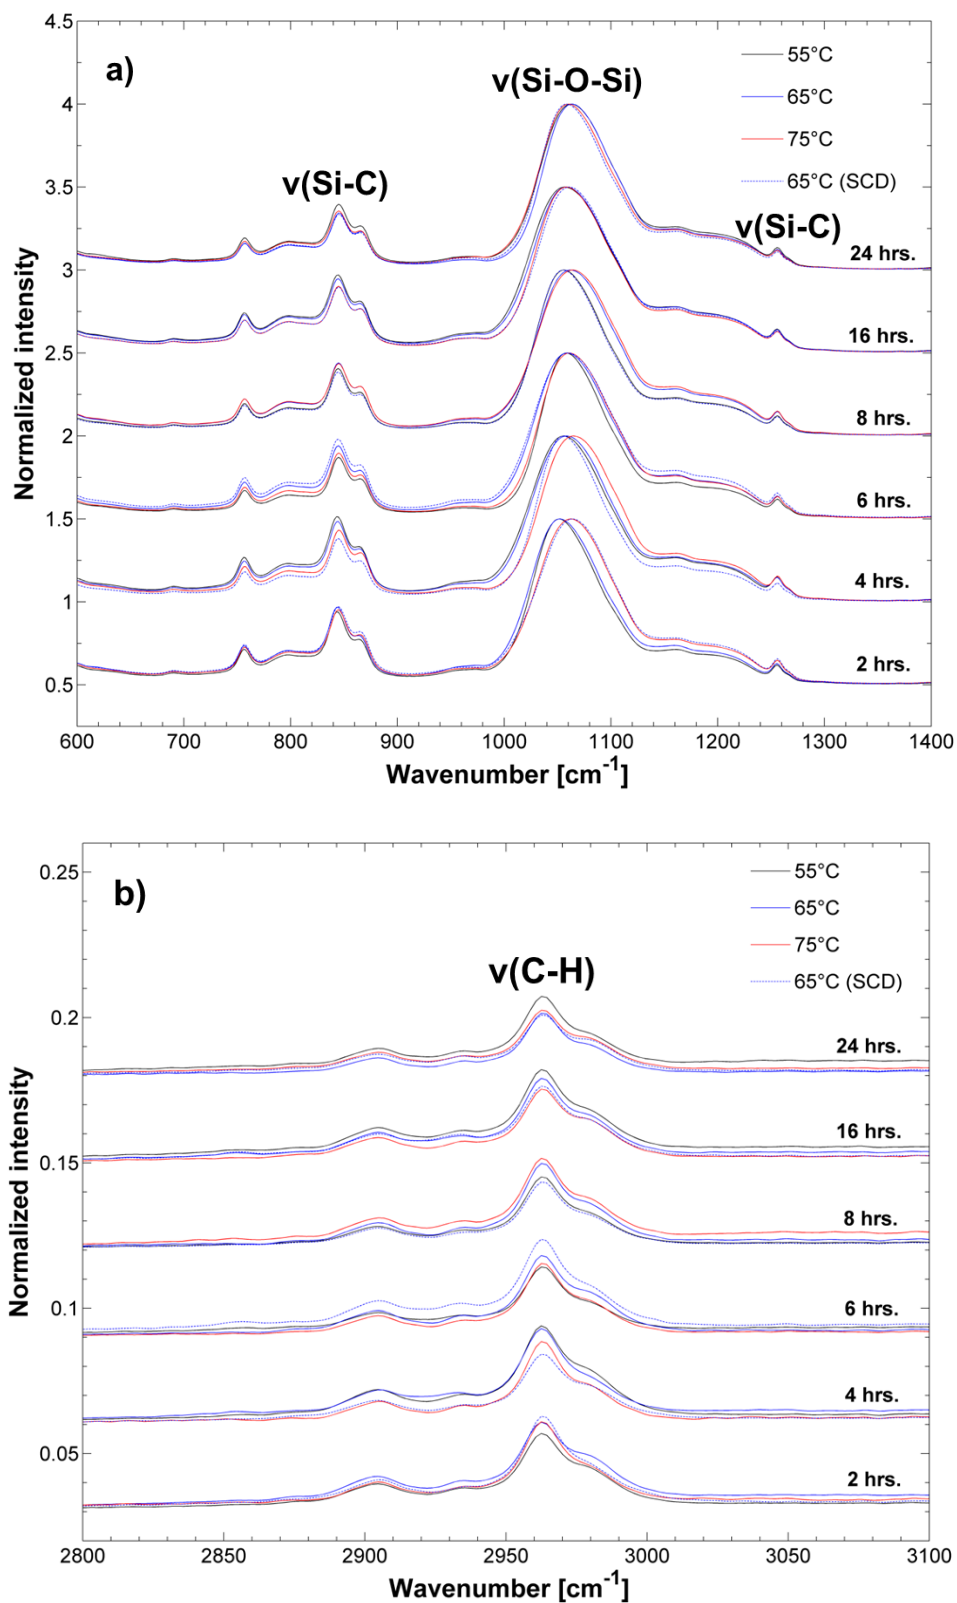 a)
ν(Si-O-Si)
ν(Si-C)
ν(Si-C)
55°C
65°C
75°C
65°C (SCD)
24 hrs.
16 hrs.
8 hrs.
6 hrs.
4 hrs.
2 hrs.
Normalized intensity
4.5
4
3.5
3
2.5
2
1.5
1
0.5
600 700 800 900 1000 1100 1200 1300 1400
Wavenumber [cm-1]
b)
ν(C-H)
55°C
65°C
75°C
65°C (SCD)
24 hrs.
16 hrs.
8 hrs.
6 hrs.
4 hrs.
2 hrs.
Normalized intensity
0.25
0.2
0.15
0.1
0.05
2800 2850 2900 2950 3000 3050 3100
Wavenumber [cm-1]